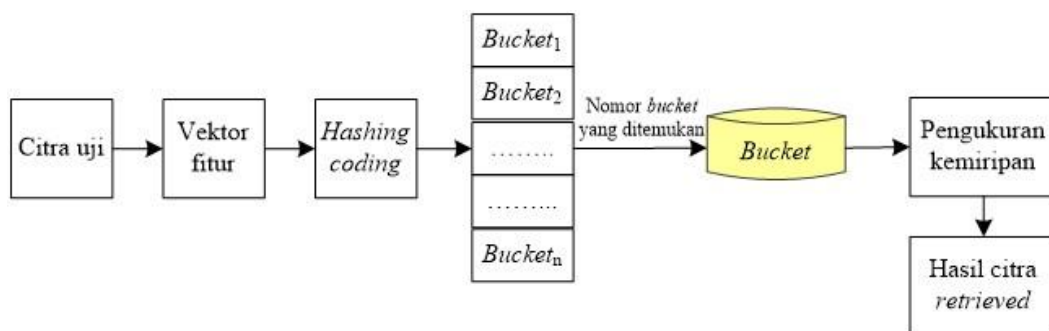 Citra uji
Vektor
fitur
Hashing
coding
Bucket₁
Bucket₂
........
.........
Bucketₙ
Nomor bucket
yang ditemukan
Bucket
Pengukuran
kemiripan
Hasil citra
retrieved